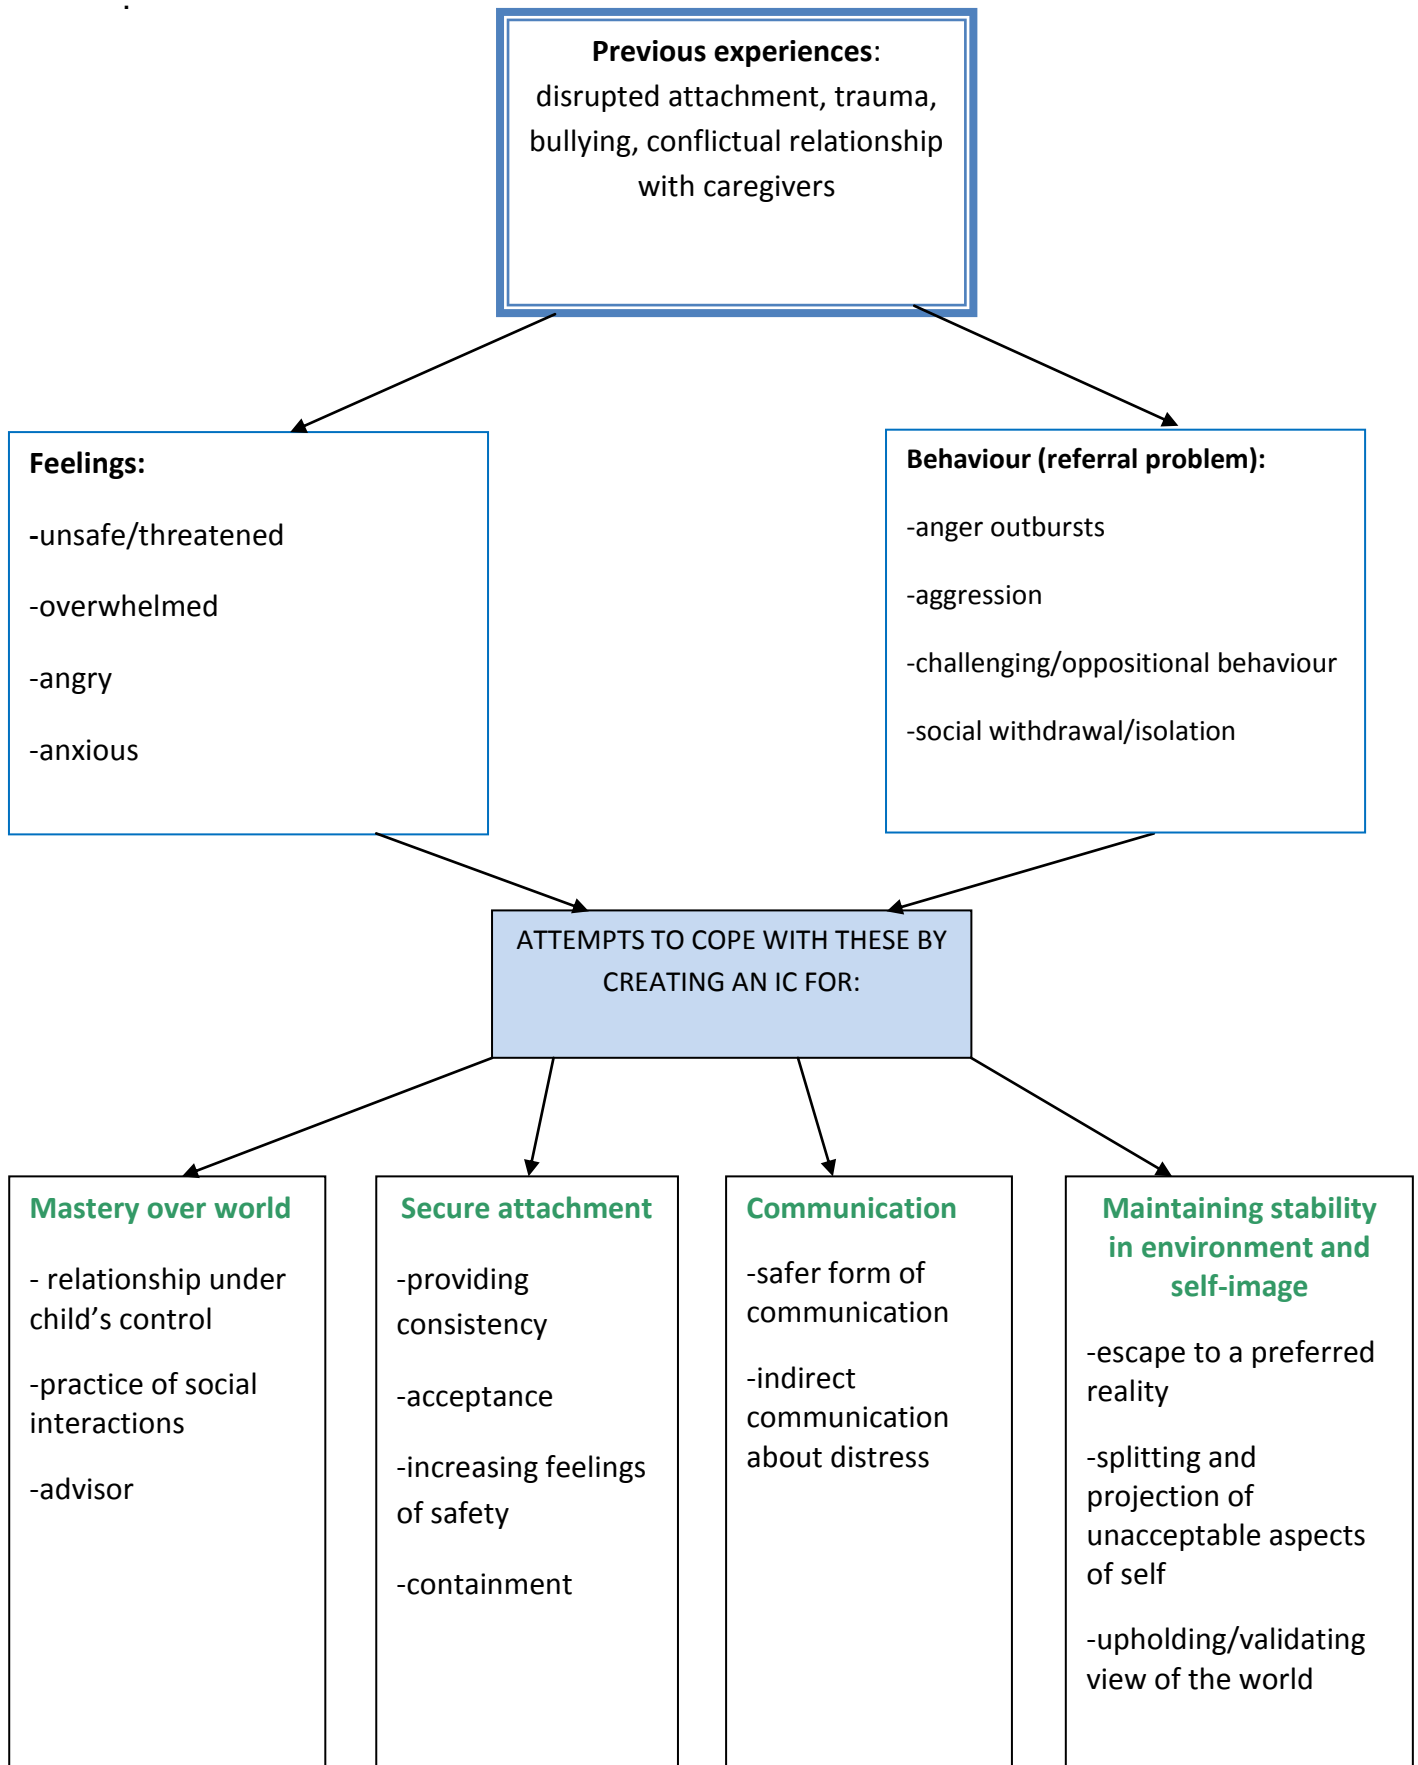 .
Previous experiences:
disrupted attachment, trauma,
bullying, conflictual relationship
with caregivers
Feelings:
-unsafe/threatened
-overwhelmed
-angry
-anxious
Behaviour (referral problem):
-anger outbursts
-aggression
-challenging/oppositional behaviour
-social withdrawal/isolation
ATTEMPTS TO COPE WITH THESE BY
CREATING AN IC FOR:
Mastery over world
- relationship under
child’s control
-practice of social
interactions
-advisor
Secure attachment
-providing
consistency
-acceptance
-increasing feelings
of safety
-containment
Communication
-safer form of
communication
-indirect
communication
about distress
Maintaining stability
in environment and
self-image
-escape to a preferred
reality
-splitting and
projection of
unacceptable aspects
of self
-upholding/validating
view of the world